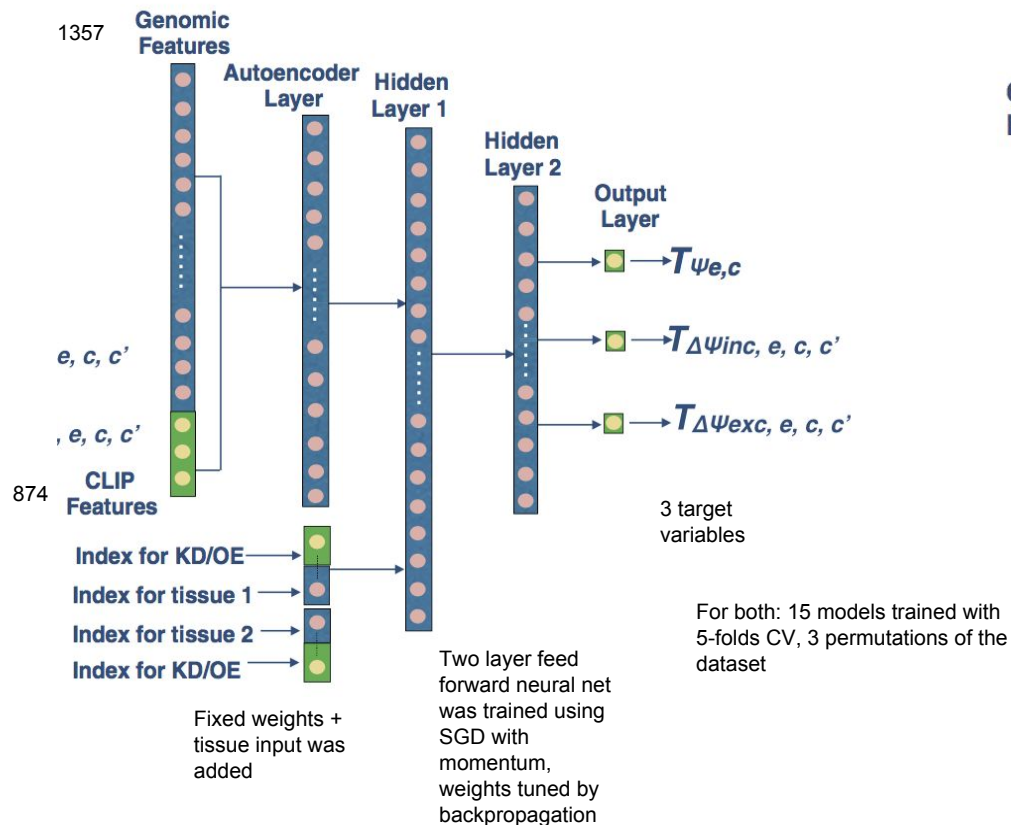 1357
Genomic
Features
Autoencoder
Layer
Hidden
Layer 1
Hidden
Layer 2
Output
Layer
TΨe,c
TΔΨinc, e, c, c’
TΔΨexc, e, c, c’
e, c, c’
, e, c, c’
874
CLIP
Features
Index for KD/OE
Index for tissue 1
Index for tissue 2
Index for KD/OE
3 target
variables
For both: 15 models trained with
5-folds CV, 3 permutations of the
dataset
Fixed weights +
tissue input was
added
Two layer feed
forward neural net
was trained using
SGD with
momentum,
weights tuned by
backpropagation